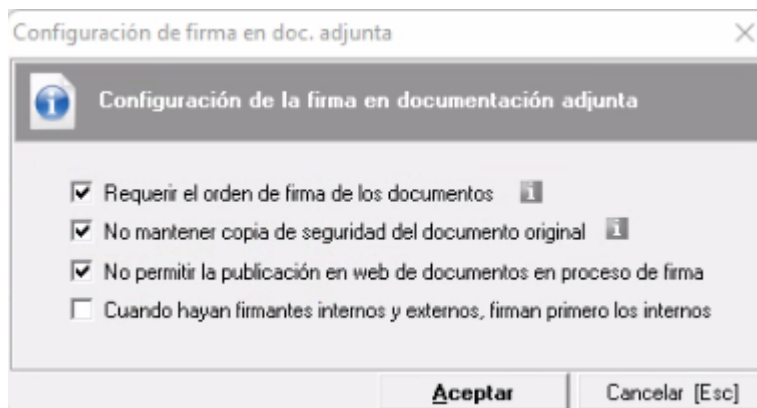 Configuración de firma en doc. adjunta
Configuración de la firma en documentación adjunta
Requerir el orden de firma de los documentos
No mantener copia de seguridad del documento original
No permitir la publicación en web de documentos en proceso de firma
Cuando hayan firmantes internos y externos, firman primero los internos
Aceptar Cancelar [Esc]